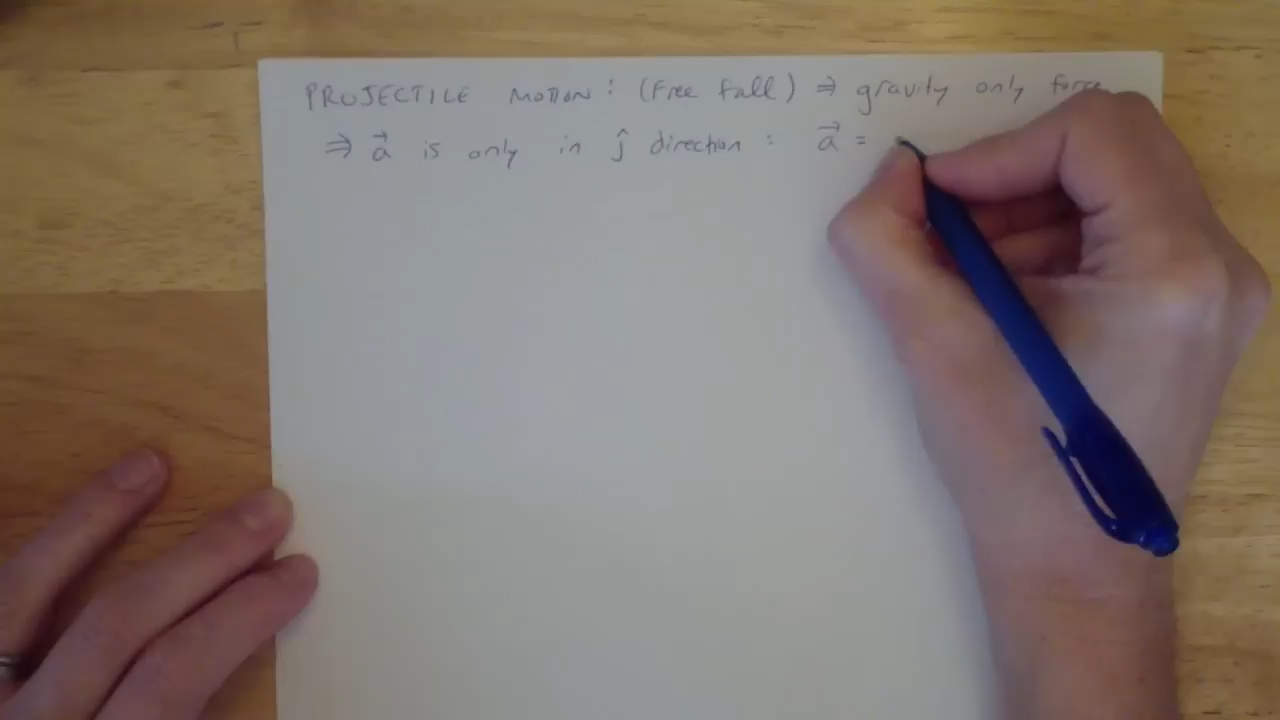 PROJECTILE MOTION: (Free fall) ⇒ gravity only force
⇒ a⃗ is only in ĵ direction : a⃗ =